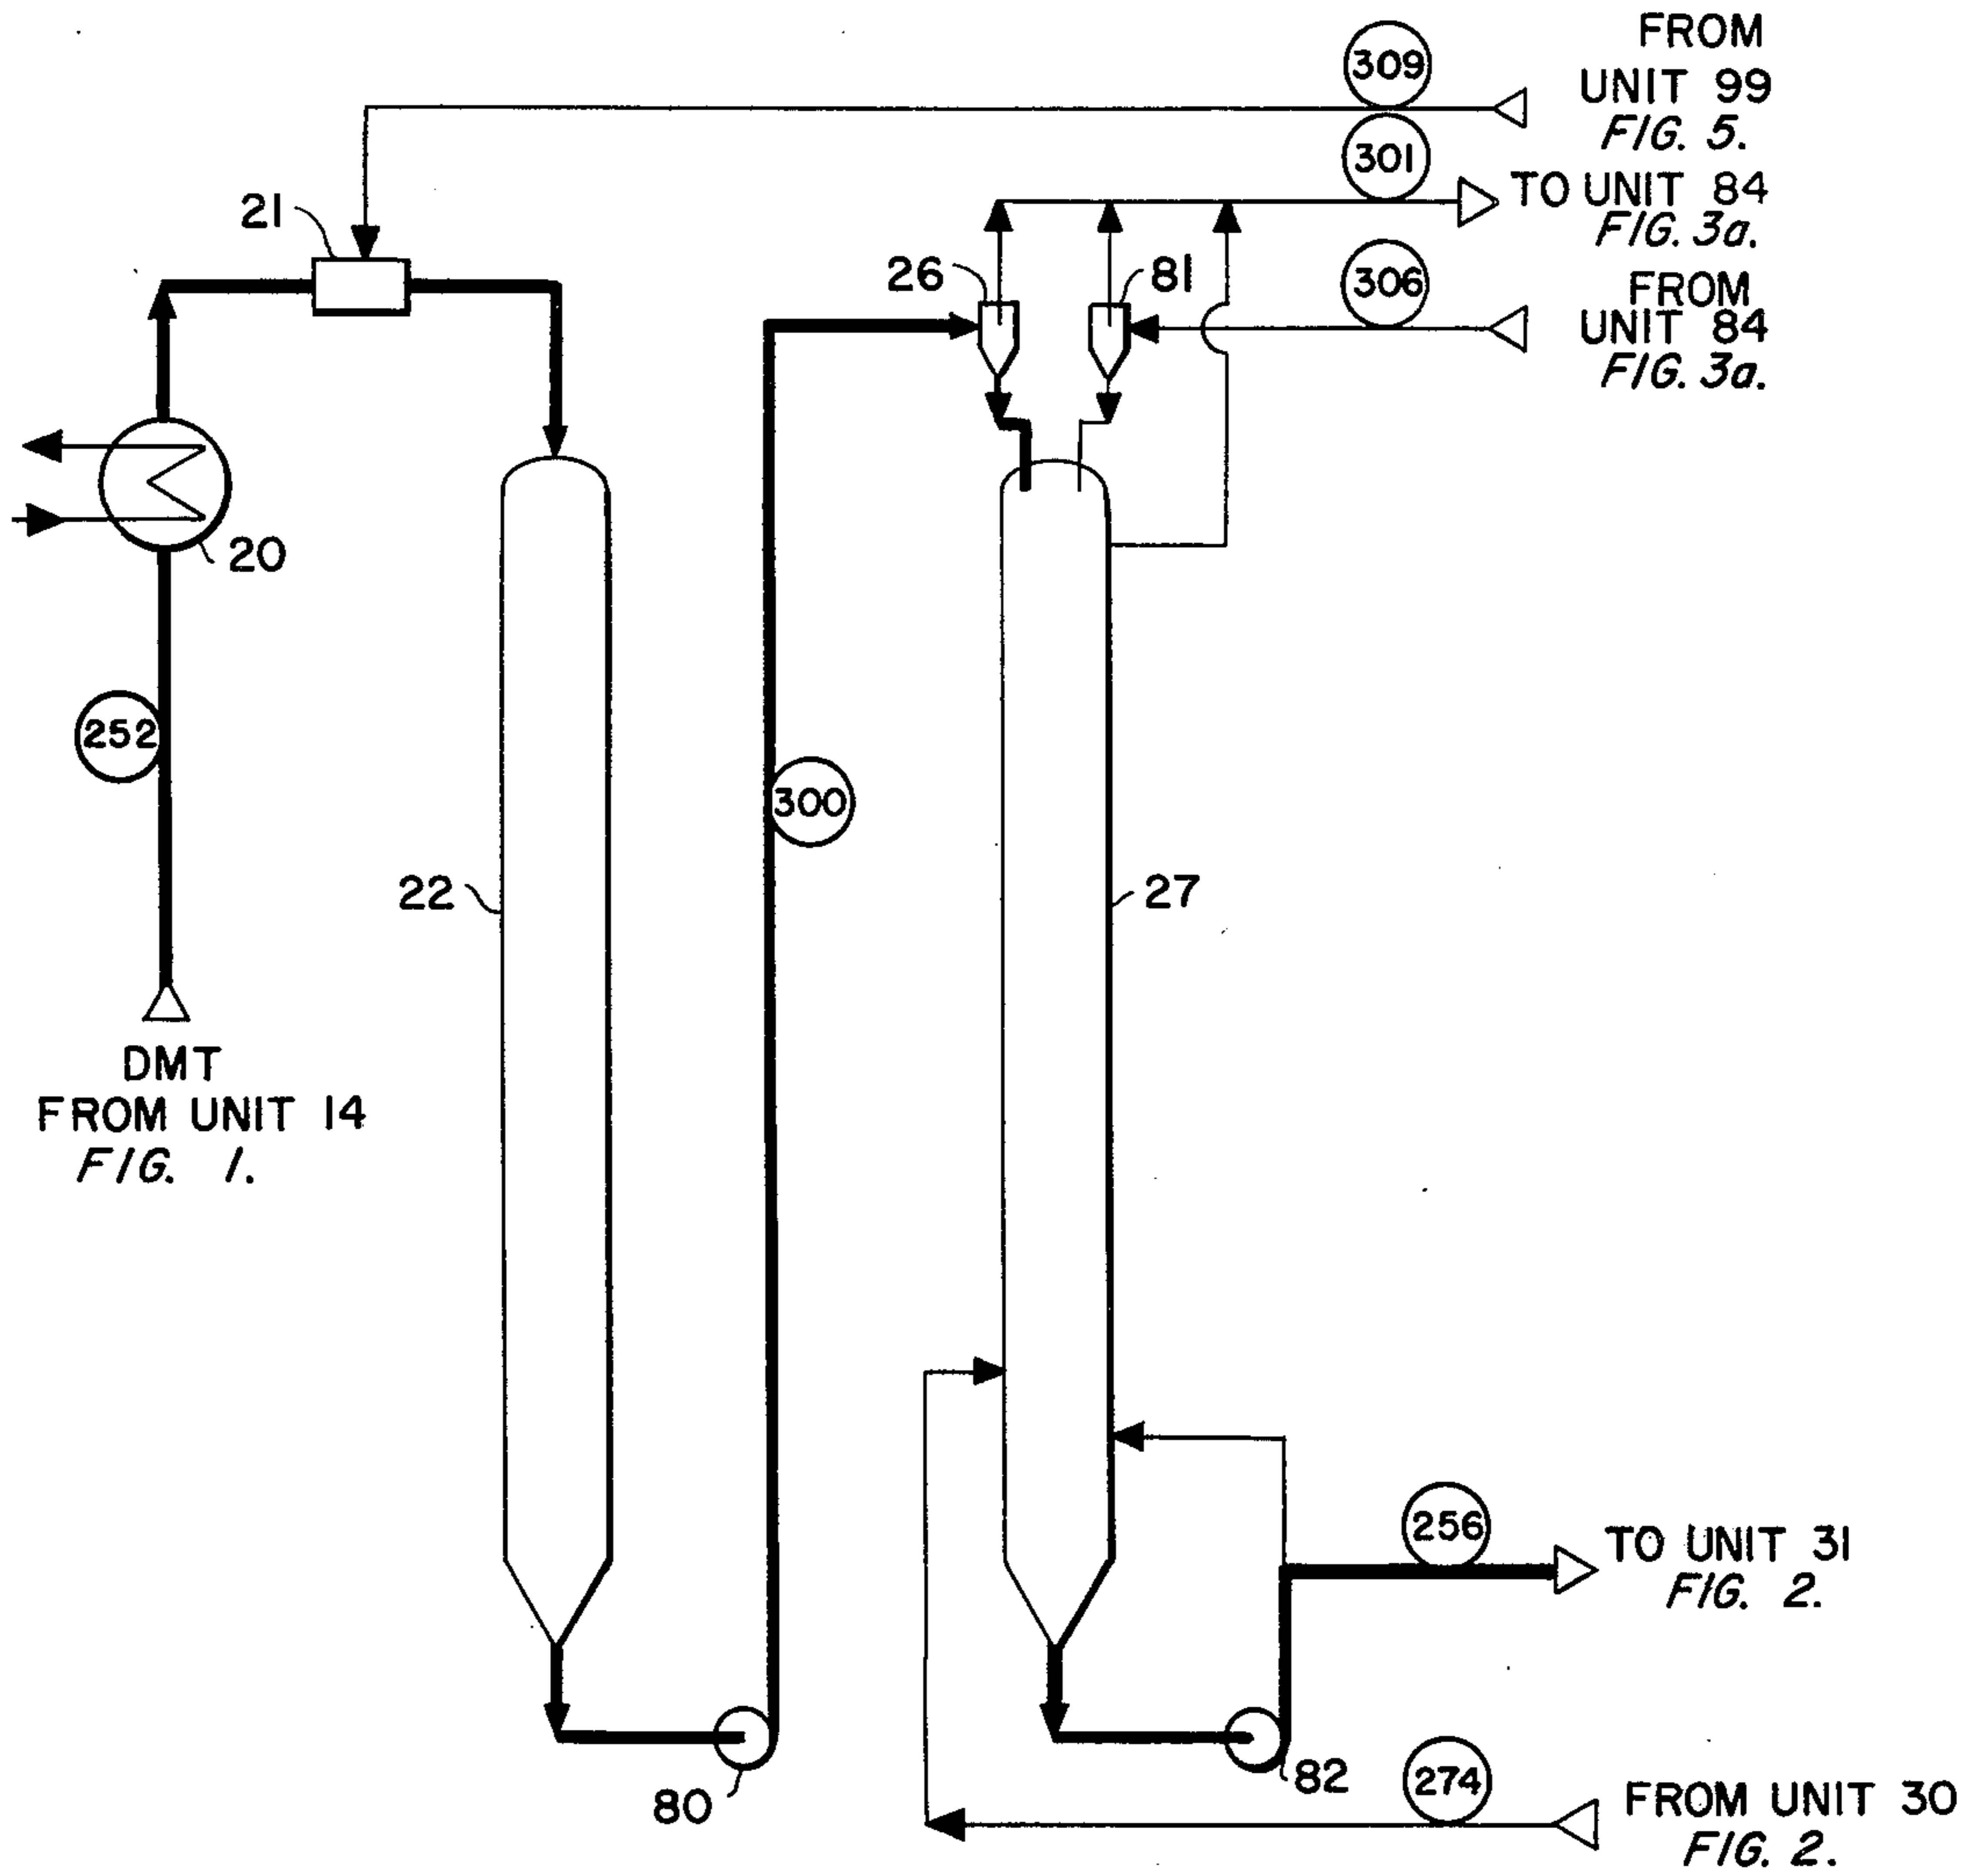 309
FROM
UNIT 99
FIG. 5.
301
TO UNIT 84
FIG. 3a.
21
26
81
306
FROM
UNIT 84
FIG. 3a.
20
252
300
22
27
DMT
FROM UNIT 14
FIG. 1.
256
TO UNIT 31
FIG. 2.
80
82
274
FROM UNIT 30
FIG. 2.